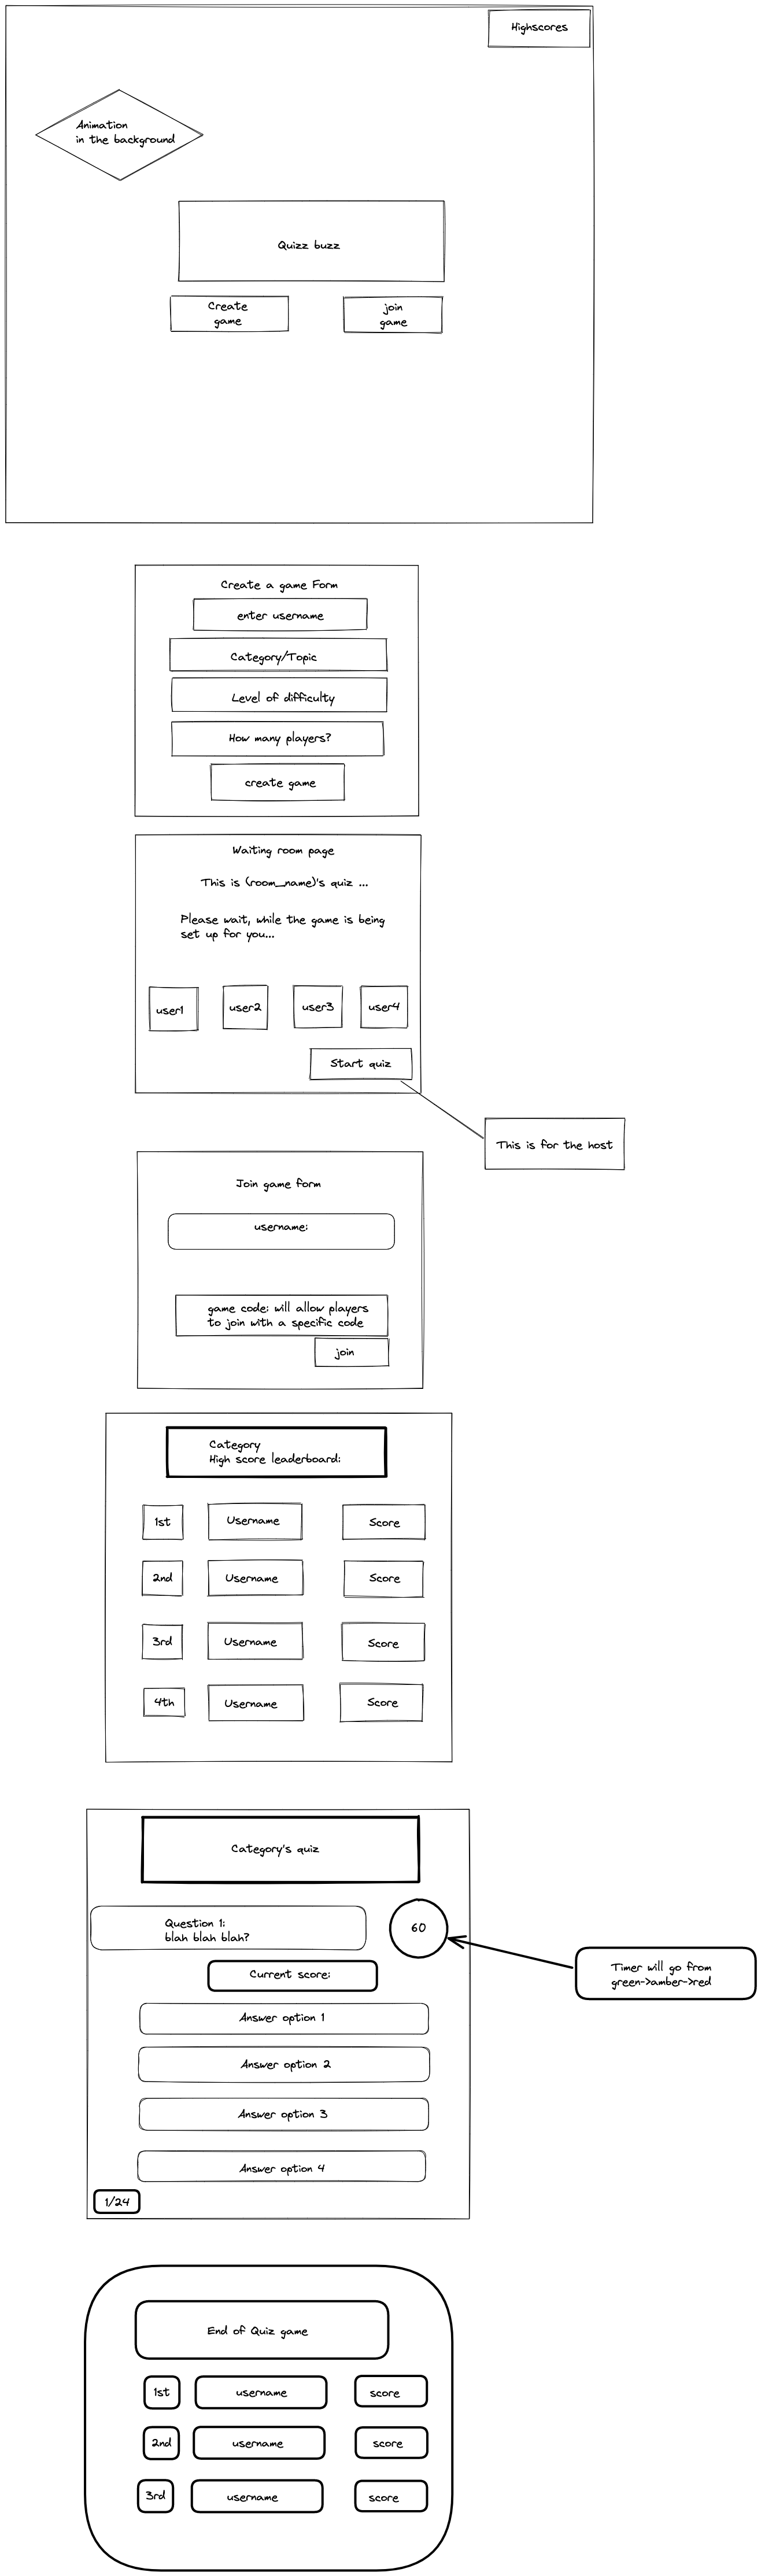 Highscores
Animation
in the background
Quizz buzz
Create
game
join
game
Create a game Form
enter username
Category/Topic
Level of difficulty
How many players?
create game
Waiting room page
This is (room_name)'s quiz ...
Please wait, while the game is being
set up for you...
user1
user2
user3
user4
Start quiz
This is for the host
Join game form
username:
game code: will allow players
to join with a specific code
join
Category
High score leaderboard:
1st
Username
Score
2nd
Username
Score
3rd
Username
Score
4th
Username
Score
Category's quiz
Question 1:
blah blah blah?
60
Timer will go from
green->amber->red
Current score:
Answer option 1
Answer option 2
Answer option 3
Answer option 4
1/24
End of Quiz game
1st
username
score
2nd
username
score
3rd
username
score